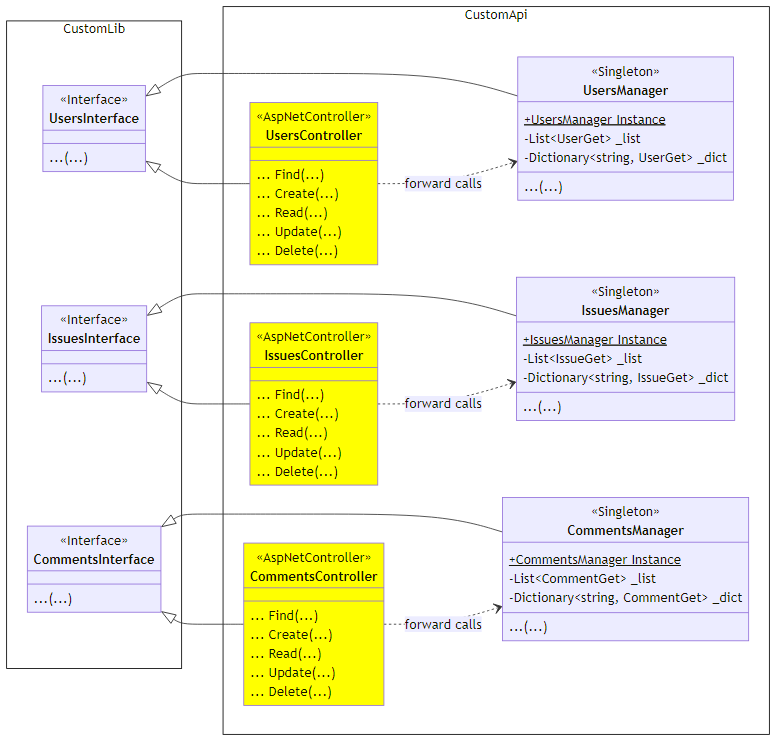 CustomLib
CustomApi
«Interface»
UsersInterface
...(...)
«AspNetController»
UsersController
... Find(...)
... Create(...)
... Read(...)
... Update(...)
... Delete(...)
forward calls
«Singleton»
UsersManager
+UsersManager Instance
-List<UserGet> _list
-Dictionary<string, UserGet> _dict
...(...)
«Interface»
IssuesInterface
...(...)
«AspNetController»
IssuesController
... Find(...)
... Create(...)
... Read(...)
... Update(...)
... Delete(...)
forward calls
«Singleton»
IssuesManager
+IssuesManager Instance
-List<IssueGet> _list
-Dictionary<string, IssueGet> _dict
...(...)
«Interface»
CommentsInterface
...(...)
«AspNetController»
CommentsController
... Find(...)
... Create(...)
... Read(...)
... Update(...)
... Delete(...)
forward calls
«Singleton»
CommentsManager
+CommentsManager Instance
-List<CommentGet> _list
-Dictionary<string, CommentGet> _dict
...(...)